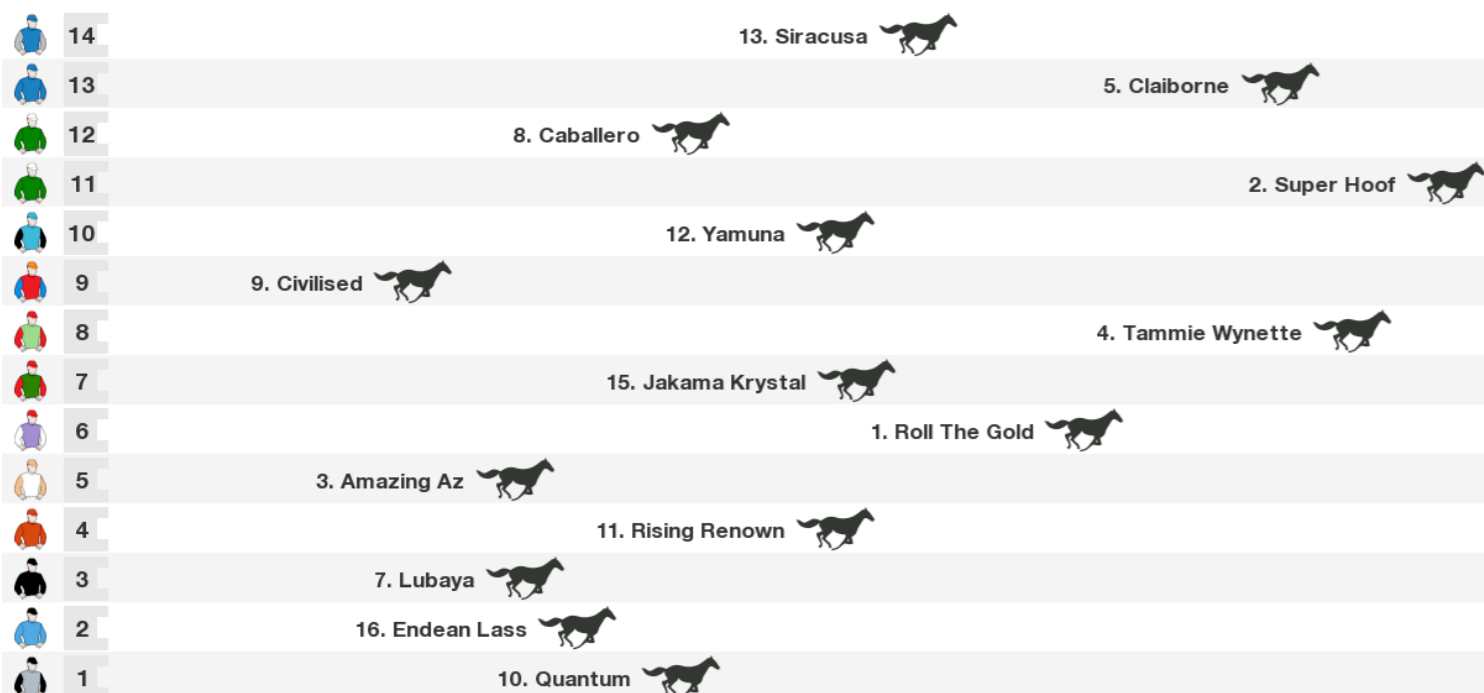 14 13. Siracusa
13 5. Claiborne
12 8. Caballero
11 2. Super Hoof
10 12. Yamuna
9 9. Civilised
8 4. Tammie Wynette
7 15. Jakama Krystal
6 1. Roll The Gold
5 3. Amazing Az
4 11. Rising Renown
3 7. Lubaya
2 16. Endean Lass
1 10. Quantum